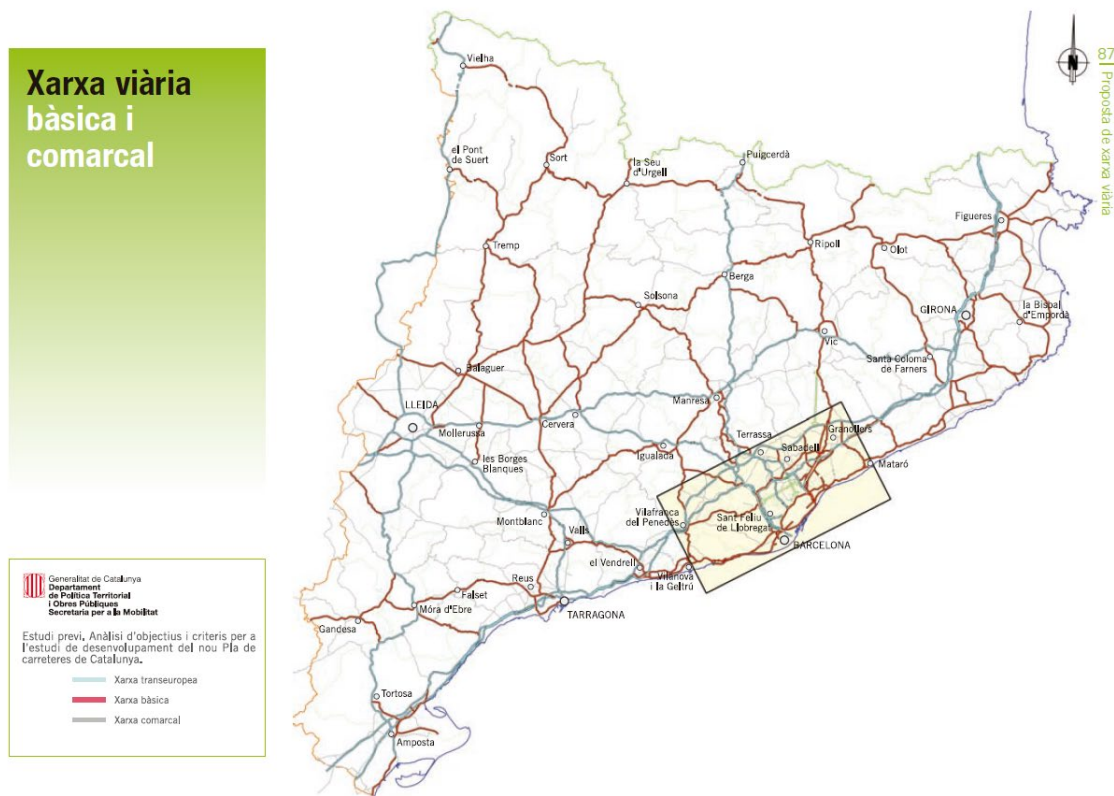 Xarxa viària
bàsica i
comarcal
Generalitat de Catalunya
Departament
de Política Territorial
i Obres Públiques
Secretaria per a la Mobilitat
Estudi previ, Anàlisi d'objectius i criteris per a
l'estudi de desenvolupament del nou Pla de
carreteres de Catalunya.
Xarxa transeuropea
Xarxa bàsica
Xarxa comarcal
N
87
Proposta de xarxa viària
Vielha
el Pont
de Suert
Sort
la Seu
d'Urgell
Puigcerdà
Figueres
Tremp
Ripoll
Olot
Berga
Solsona
GIRONA
la Bisbal
d'Empordà
Vic
Santa Coloma
de Farners
Balaguer
LLEIDA
Mollerussa
Cervera
Manresa
Terrassa
Granollers
Sabadell
Igualada
Mataró
les Borges
Blanques
Montblanc
Vilafranca
del Penedès
Sant Feliu
de Llobregat
BARCELONA
Valls
el Vendrell
Vilanova
i la Geltrú
Reus
Falset
Móra d'Ebre
TARRAGONA
Gandesa
Tortosa
Amposta